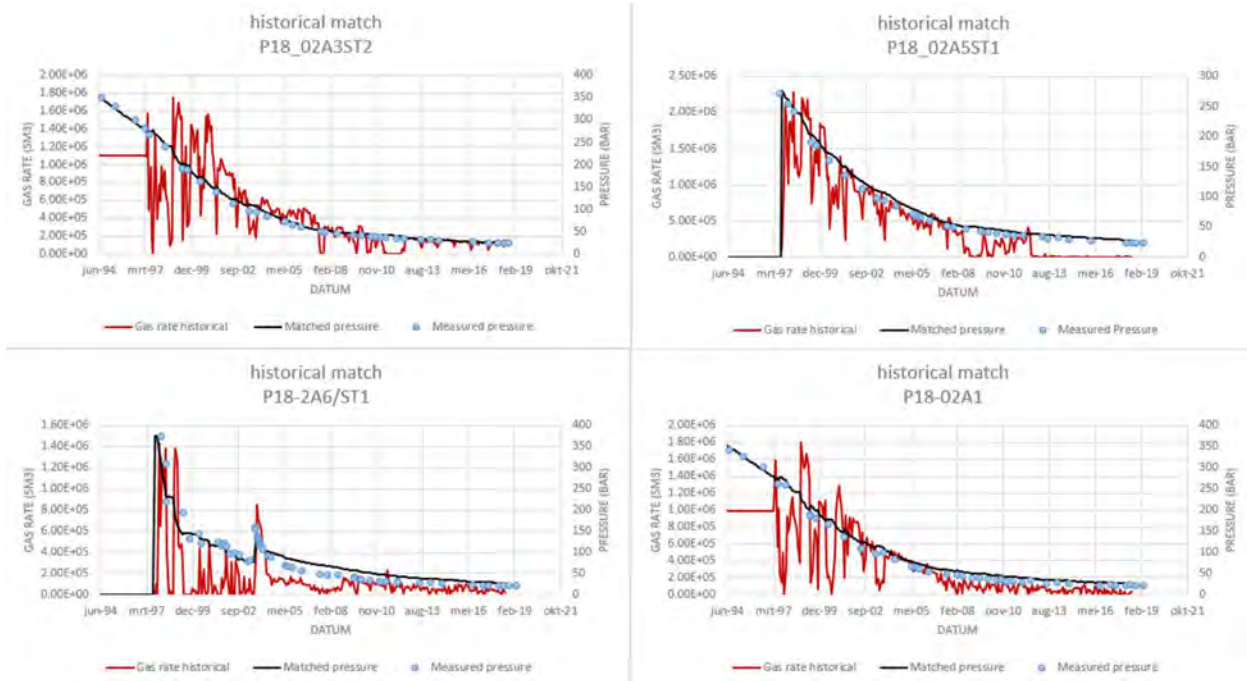 historical match
P18_02A3ST2
2.00E+06
1.80E+06
1.60E+06
1.40E+06
1.20E+06
1.00E+06
8.00E+05
6.00E+05
4.00E+05
2.00E+05
0.00E+00
GAS RATE (SM3)
400
350
300
250
200
150
100
50
0
PRESSURE (BAR)
jun-94 mrt-97 dec-99 sep-02 mei-05 feb-08 nov-10 aug-13 mei-16 feb-19 okt-21
DATUM
Gas rate historical Matched pressure Measured pressure
historical match
P18_02A5ST1
2.50E+06
2.00E+06
1.50E+06
1.00E+06
5.00E+05
0.00E+00
GAS RATE (SM3)
300
250
200
150
100
50
0
PRESSURE (BAR)
jun-94 mrt-97 dec-99 sep-02 mei-05 feb-08 nov-10 aug-13 mei-16 feb-19 okt-21
DATUM
Gas rate historical Matched pressure Measured Pressure
historical match
P18-2A6/ST1
1.60E+06
1.40E+06
1.20E+06
1.00E+06
8.00E+05
6.00E+05
4.00E+05
2.00E+05
0.00E+00
GAS RATE (SM3)
400
350
300
250
200
150
100
50
0
PRESSURE (BAR)
jun-94 mrt-97 dec-99 sep-02 mei-05 feb-08 nov-10 aug-13 mei-16 feb-19 okt-21
DATUM
Gas rate historical Matched pressure Measured pressure
historical match
P18-02A1
2.00E+06
1.80E+06
1.60E+06
1.40E+06
1.20E+06
1.00E+06
8.00E+05
6.00E+05
4.00E+05
2.00E+05
0.00E+00
GAS RATE (SM3)
400
350
300
250
200
150
100
50
0
PRESSURE (BAR)
jun-94 mrt-97 dec-99 sep-02 mei-05 feb-08 nov-10 aug-13 mei-16 feb-19 okt-21
DATUM
Gas rate historical Matched pressure Measured pressure